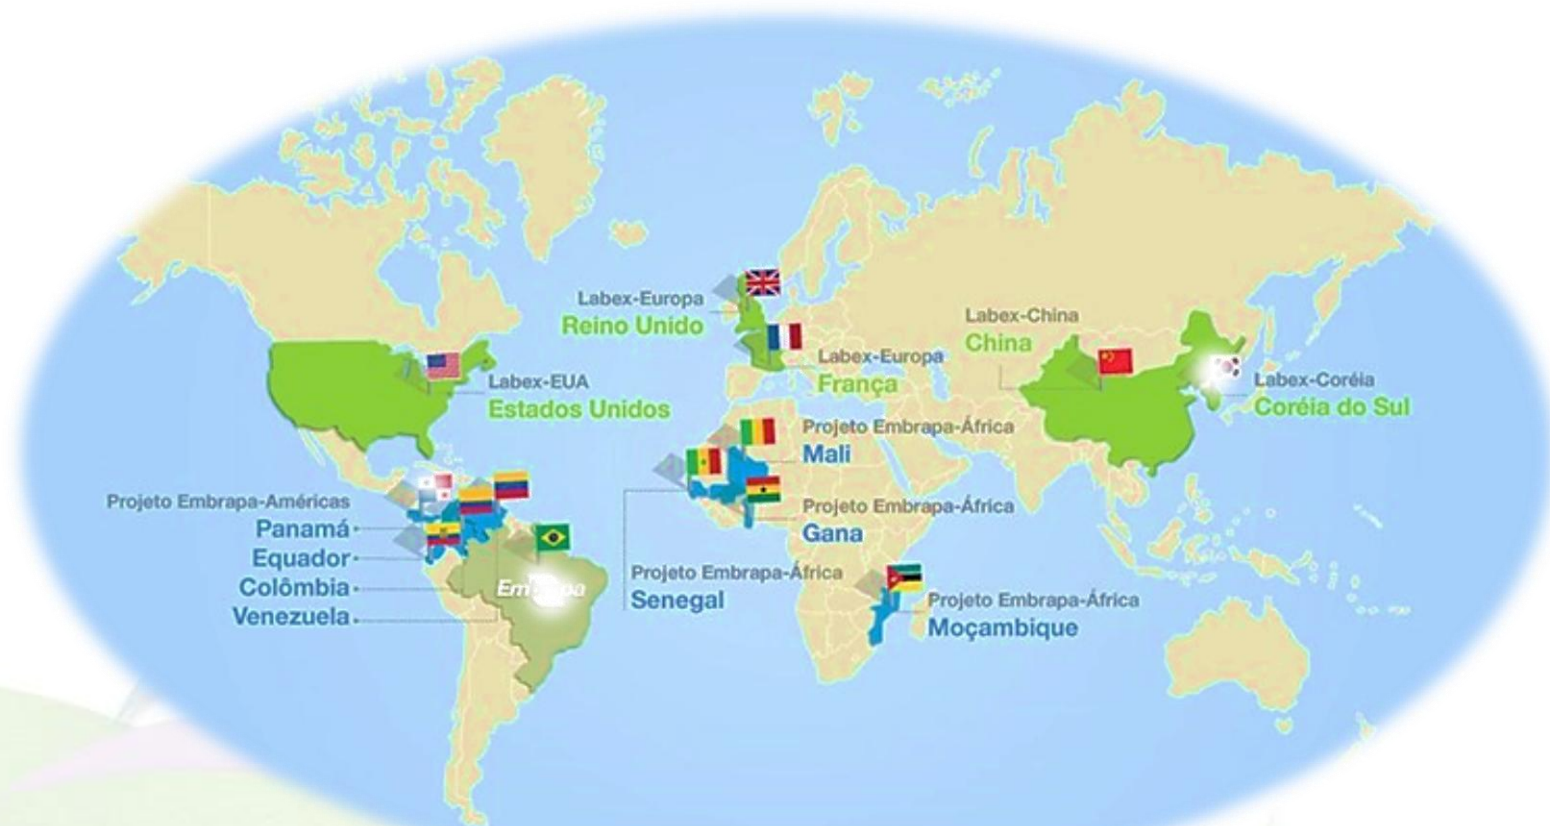 Labex-Europa
Reino Unido
Labex-Europa
França
Labex-China
China
Labex-EUA
Estados Unidos
Labex-Coréia
Coréia do Sul
Projeto Embrapa-África
Mali
Projeto Embrapa-Américas
Panamá
Equador
Colômbia
Venezuela
Projeto Embrapa-África
Gana
Embrapa
Projeto Embrapa-África
Senegal
Projeto Embrapa-África
Moçambique